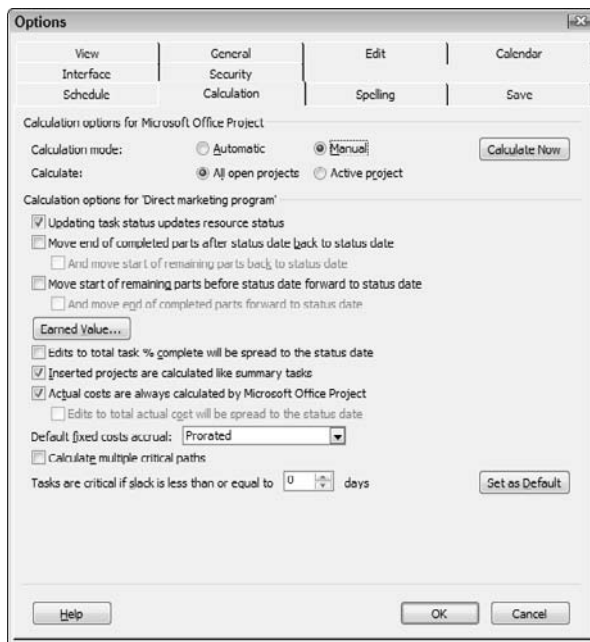 Options
View General Edit Calendar
Interface Security
Schedule Calculation Spelling Save
Calculation options for Microsoft Office Project
Calculation mode: Automatic Manual Calculate Now
Calculate: All open projects Active project
Calculation options for 'Direct marketing program'
Updating task status updates resource status
Move end of completed parts after status date back to status date
And move start of remaining parts back to status date
Move start of remaining parts before status date forward to status date
And move end of completed parts forward to status date
Earned Value...
Edits to total task % complete will be spread to the status date
Inserted projects are calculated like summary tasks
Actual costs are always calculated by Microsoft Office Project
Edits to total actual cost will be spread to the status date
Default fixed costs accrual: Prorated
Calculate multiple critical paths
Tasks are critical if slack is less than or equal to 0 days Set as Default
Help OK Cancel